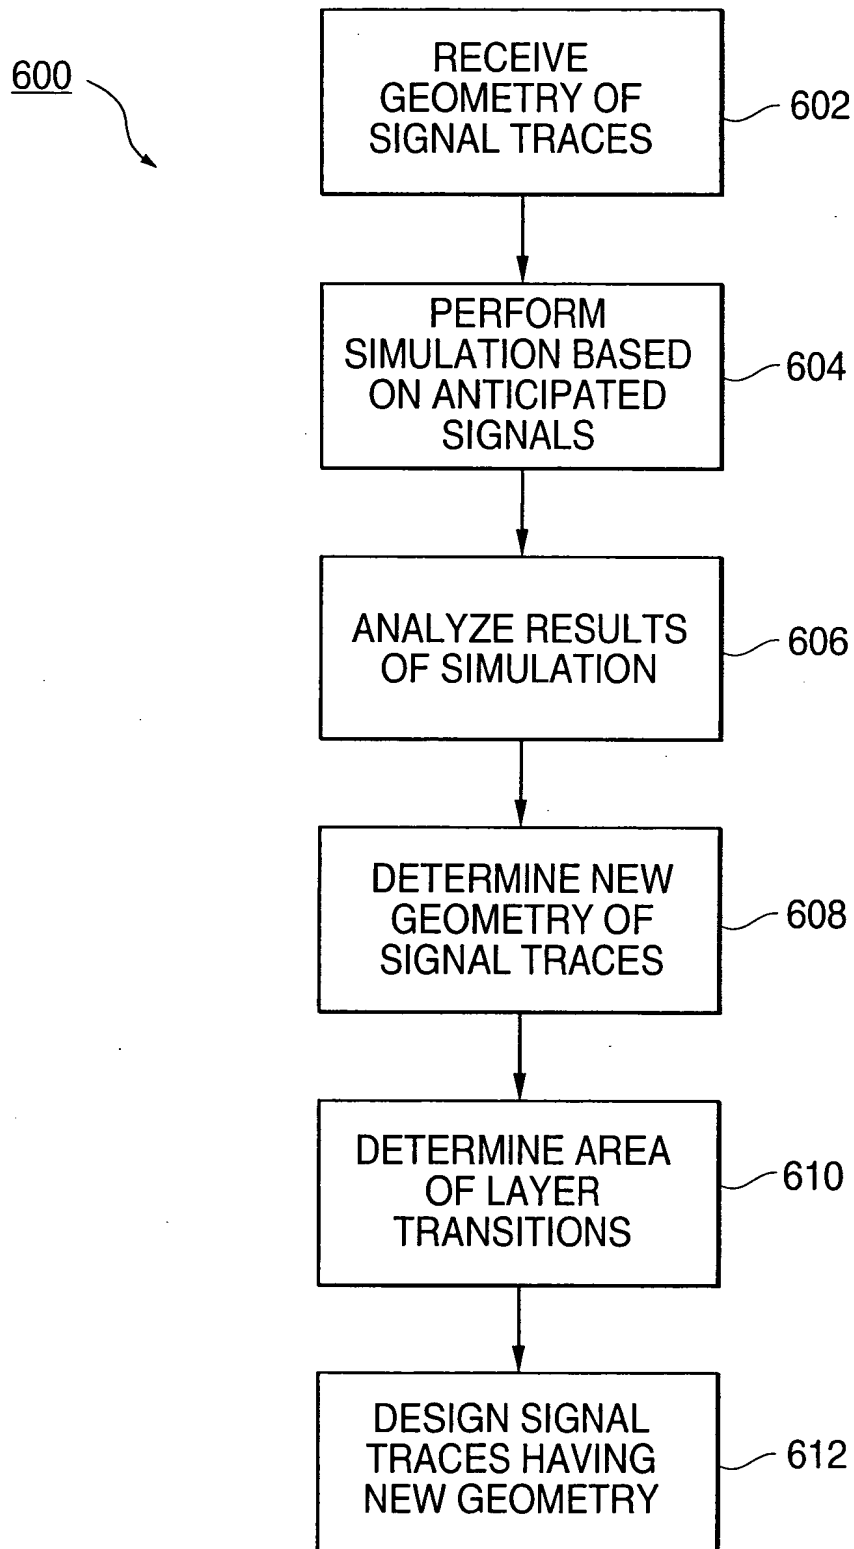 600
RECEIVE
GEOMETRY OF
SIGNAL TRACES
602
PERFORM
SIMULATION BASED
ON ANTICIPATED
SIGNALS
604
ANALYZE RESULTS
OF SIMULATION
606
DETERMINE NEW
GEOMETRY OF
SIGNAL TRACES
608
DETERMINE AREA
OF LAYER
TRANSITIONS
610
DESIGN SIGNAL
TRACES HAVING
NEW GEOMETRY
612